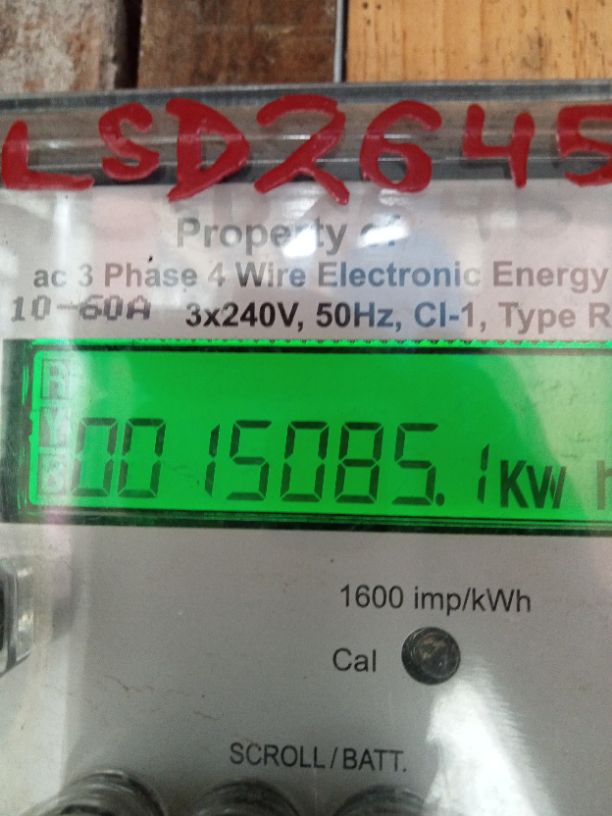 LSD2645
Property of
ac 3 Phase 4 Wire Electronic Energy
10-60A 3x240V, 50Hz, Cl-1, Type R
R
Y
B
0015085.1 Kw h
1600 imp/kWh
Cal
SCROLL/BATT.